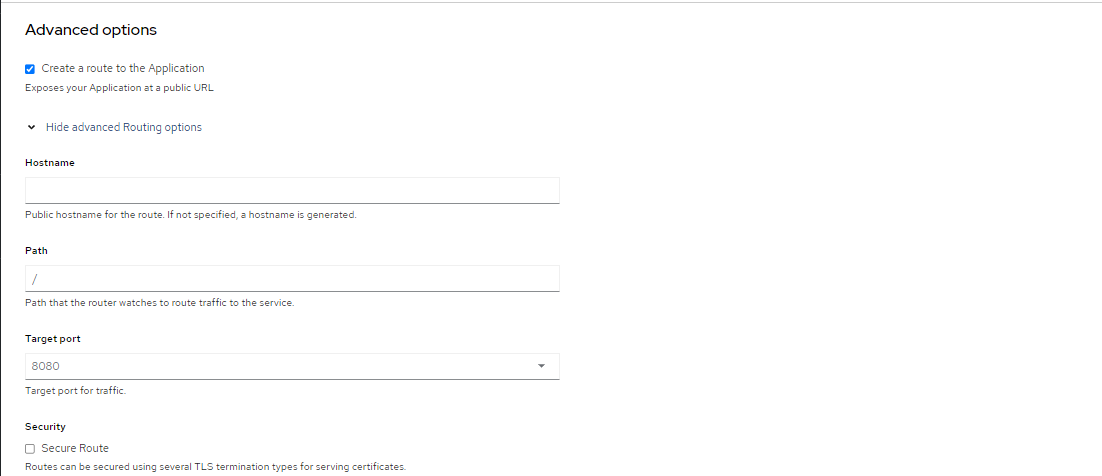 Advanced options
Create a route to the Application
Exposes your Application at a public URL
Hide advanced Routing options
Hostname
Public hostname for the route. If not specified, a hostname is generated.
Path
/
Path that the router watches to route traffic to the service.
Target port
8080
Target port for traffic.
Security
Secure Route
Routes can be secured using several TLS termination types for serving certificates.